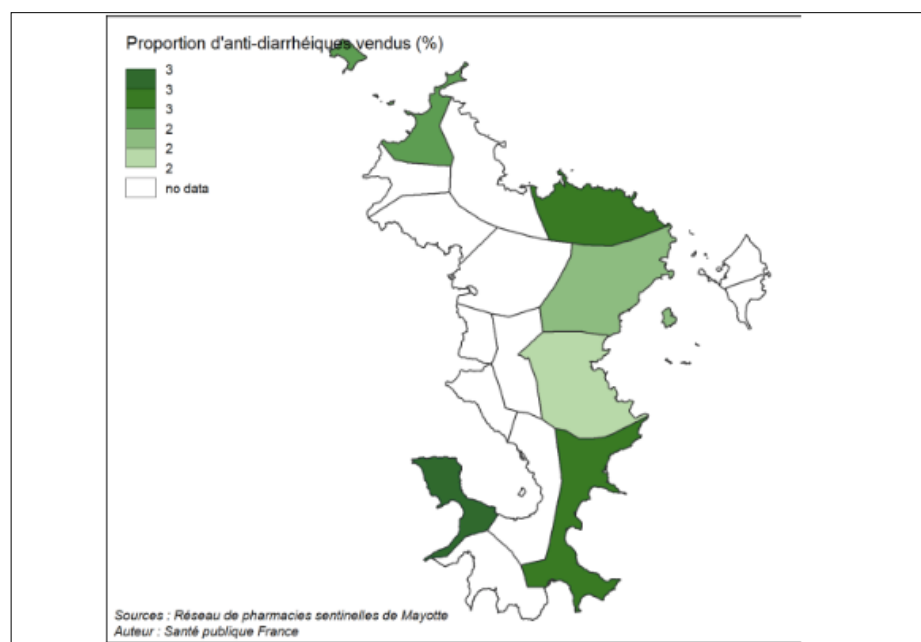 Proportion d'anti-diarrhéiques vendus (%)
3
3
3
2
2
2
no data
Sources : Réseau de pharmacies sentinelles de Mayotte
Auteur : Santé publique France